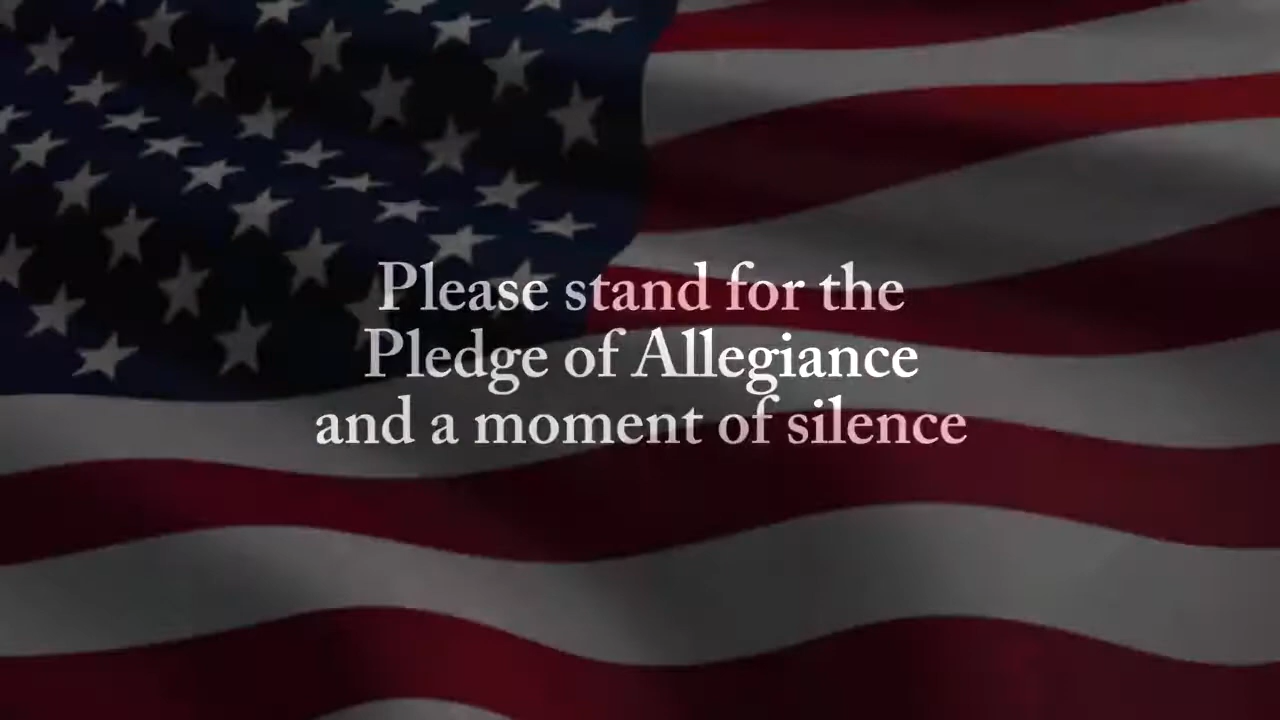 Please stand for the
Pledge of Allegiance
and a moment of silence